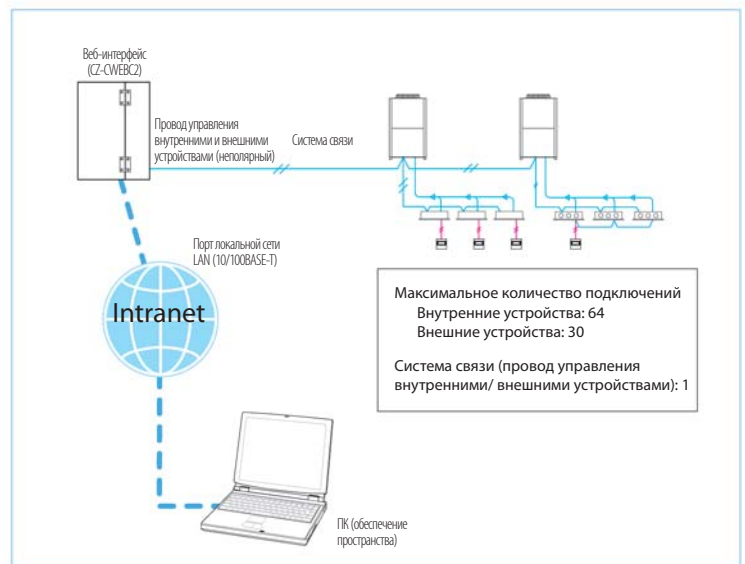 Веб-интерфейс
(CZ-CWEBC2)
Провод управления
внутренними и внешними
устройствами (неполярный)
Система связи
Порт локальной сети
LAN (10/100BASE-T)
Intranet
Максимальное количество подключений
Внутренние устройства: 64
Внешние устройства: 30
Система связи (провод управления
внутренними/ внешними устройствами): 1
ПК (обеспечение
пространства)